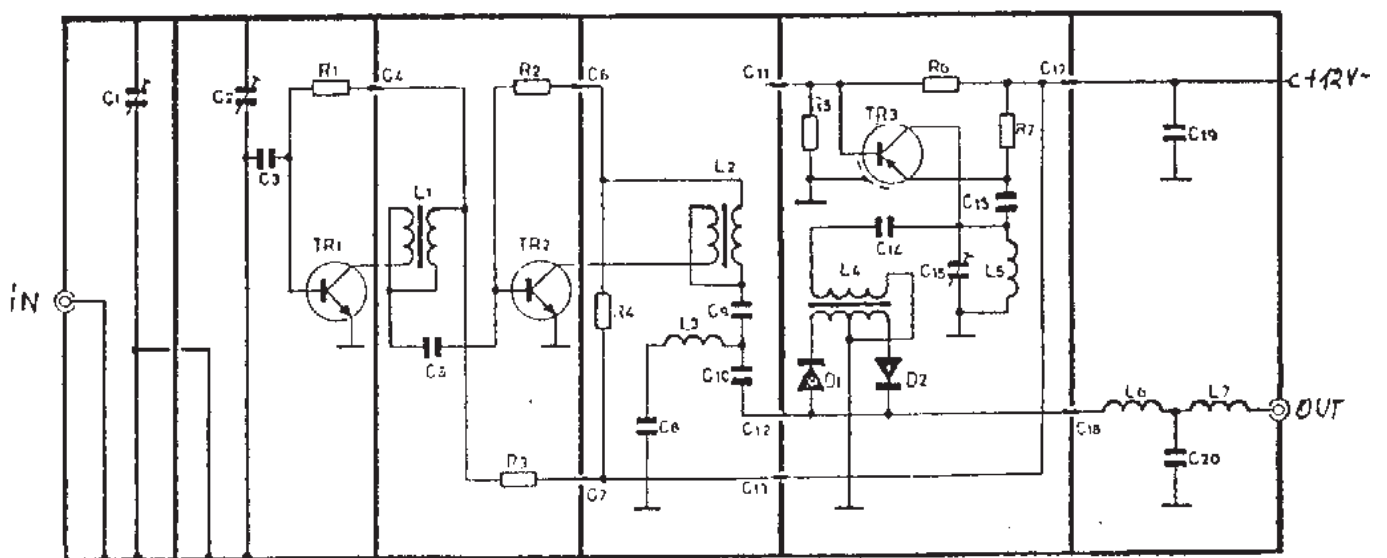 R1 C4 R2 C6 C11 R6 C17 C+12V-
C1 C2 R5 TR3 R7 C19
C3 L1 L2 C15
TR1 TR2 C14 C15 L5
IN L4
R4 C9
C5 L3 C10 D1 D2 L6 L7 OUT
C8 C12 C18
R3 C7 C13 C20